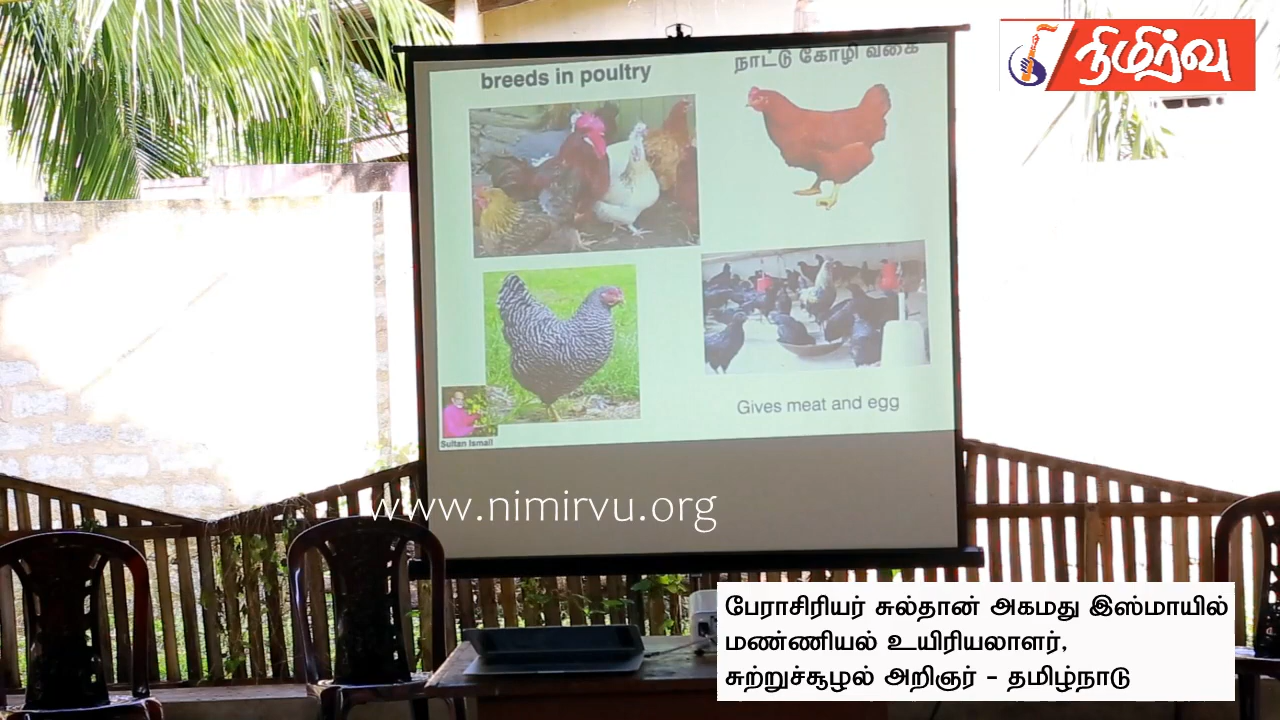 நிமிர்வு
breeds in poultry
நாட்டு கோழி வகை
Gives meat and egg
Sultan Ismail
www.nimirvu.org
பேராசிரியர் சுல்தான் அகமது இஸ்மாயில்
மண்ணியல் உயிரியலாளர்,
சுற்றுச்சூழல் அறிஞர் - தமிழ்நாடு